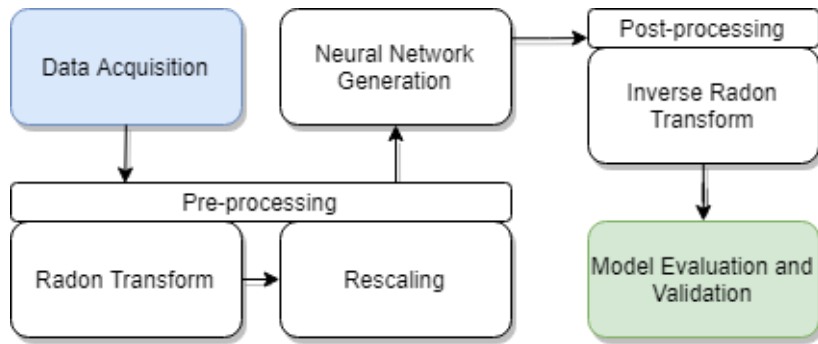 Data Acquisition
Neural Network
Generation
Post-processing
Inverse Radon
Transform
Pre-processing
Radon Transform
Rescaling
Model Evaluation and
Validation